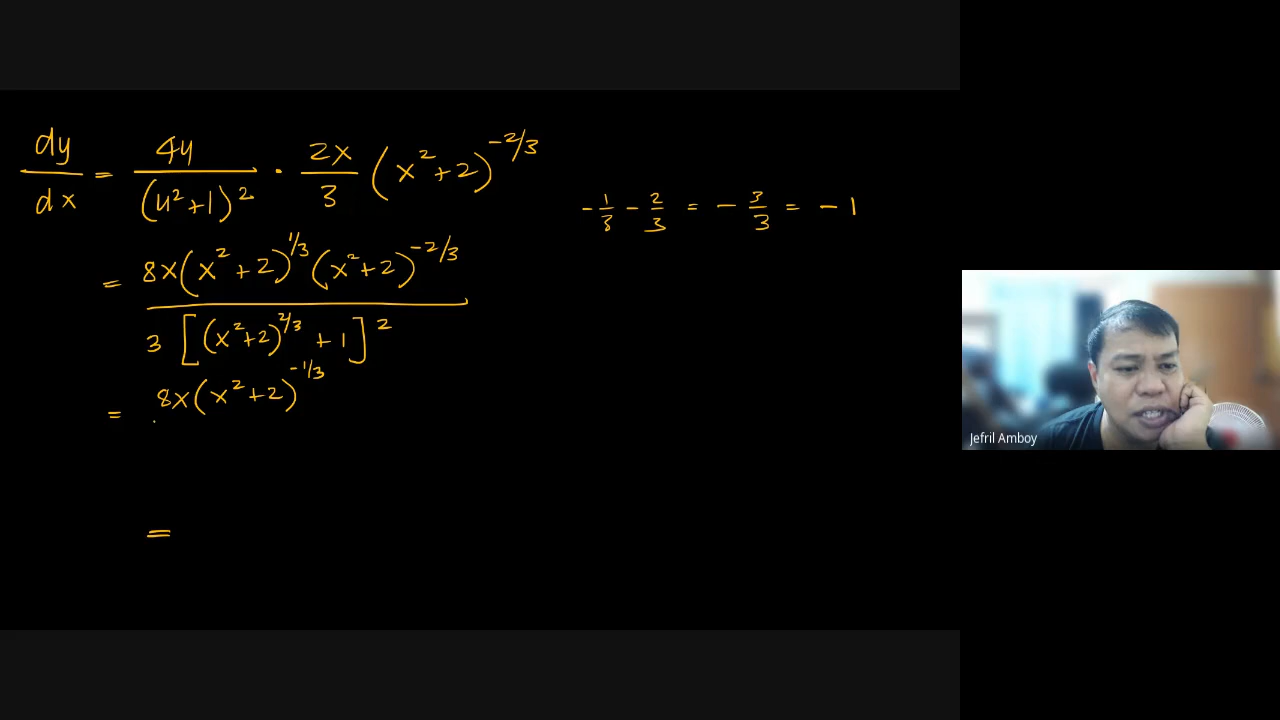 dy/dx = 4u/(u²+1)² · 2x/3 (x²+2)^-2/3
-1/3 - 2/3 = -3/3 = -1
= 8x(x²+2)^1/3 (x²+2)^-2/3 / 3[(x²+2)^2/3 + 1]²
= 8x(x²+2)^-1/3
=
Jefril Amboy